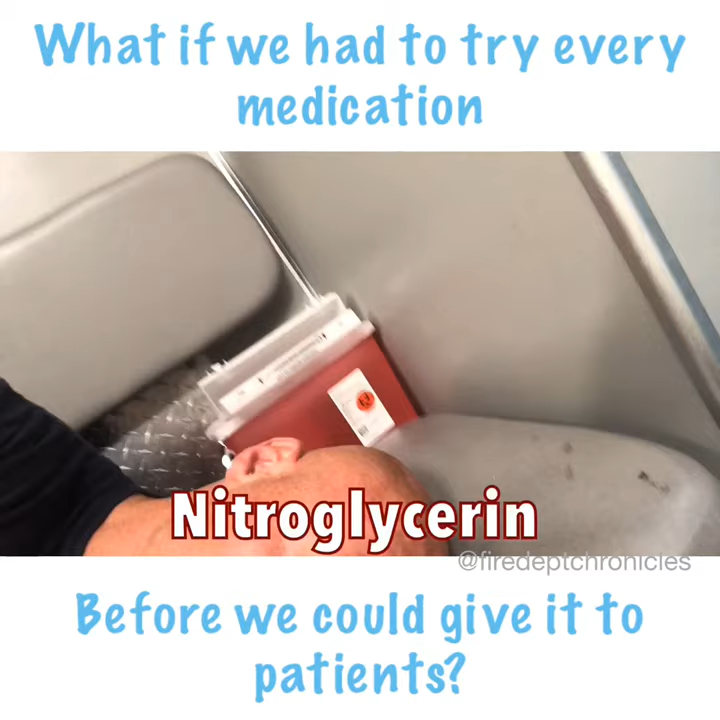 What if we had to try every
medication
Nitroglycerin
@firedeptchronicles
Before we could give it to
patients?